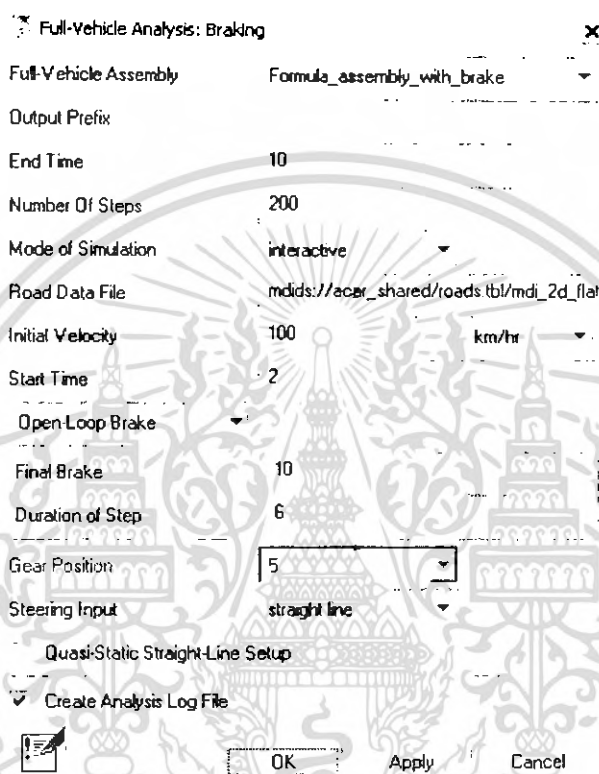 Full-Vehicle Analysis: Braking
Full-Vehicle Assembly Formula_assembly_with_brake
Output Prefix
End Time 10
Number Of Steps 200
Mode of Simulation interactive
Road Data File mdids://acar_shared/roads.tbl/mdi_2d_flat
Initial Velocity 100 km/hr
Start Time 2
Open-Loop Brake
Final Brake 10
Duration of Step 6
Gear Position 5
Steering Input straight line
Quasi-Static Straight-Line Setup
Create Analysis Log File
OK Apply Cancel